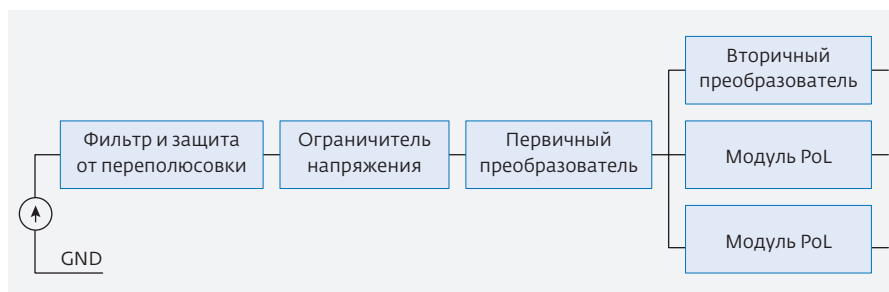 Вторичный
преобразователь
Фильтр и защита
от переполюсовки
Ограничитель
напряжения
Первичный
преобразователь
Модуль PoL
Модуль PoL
GND